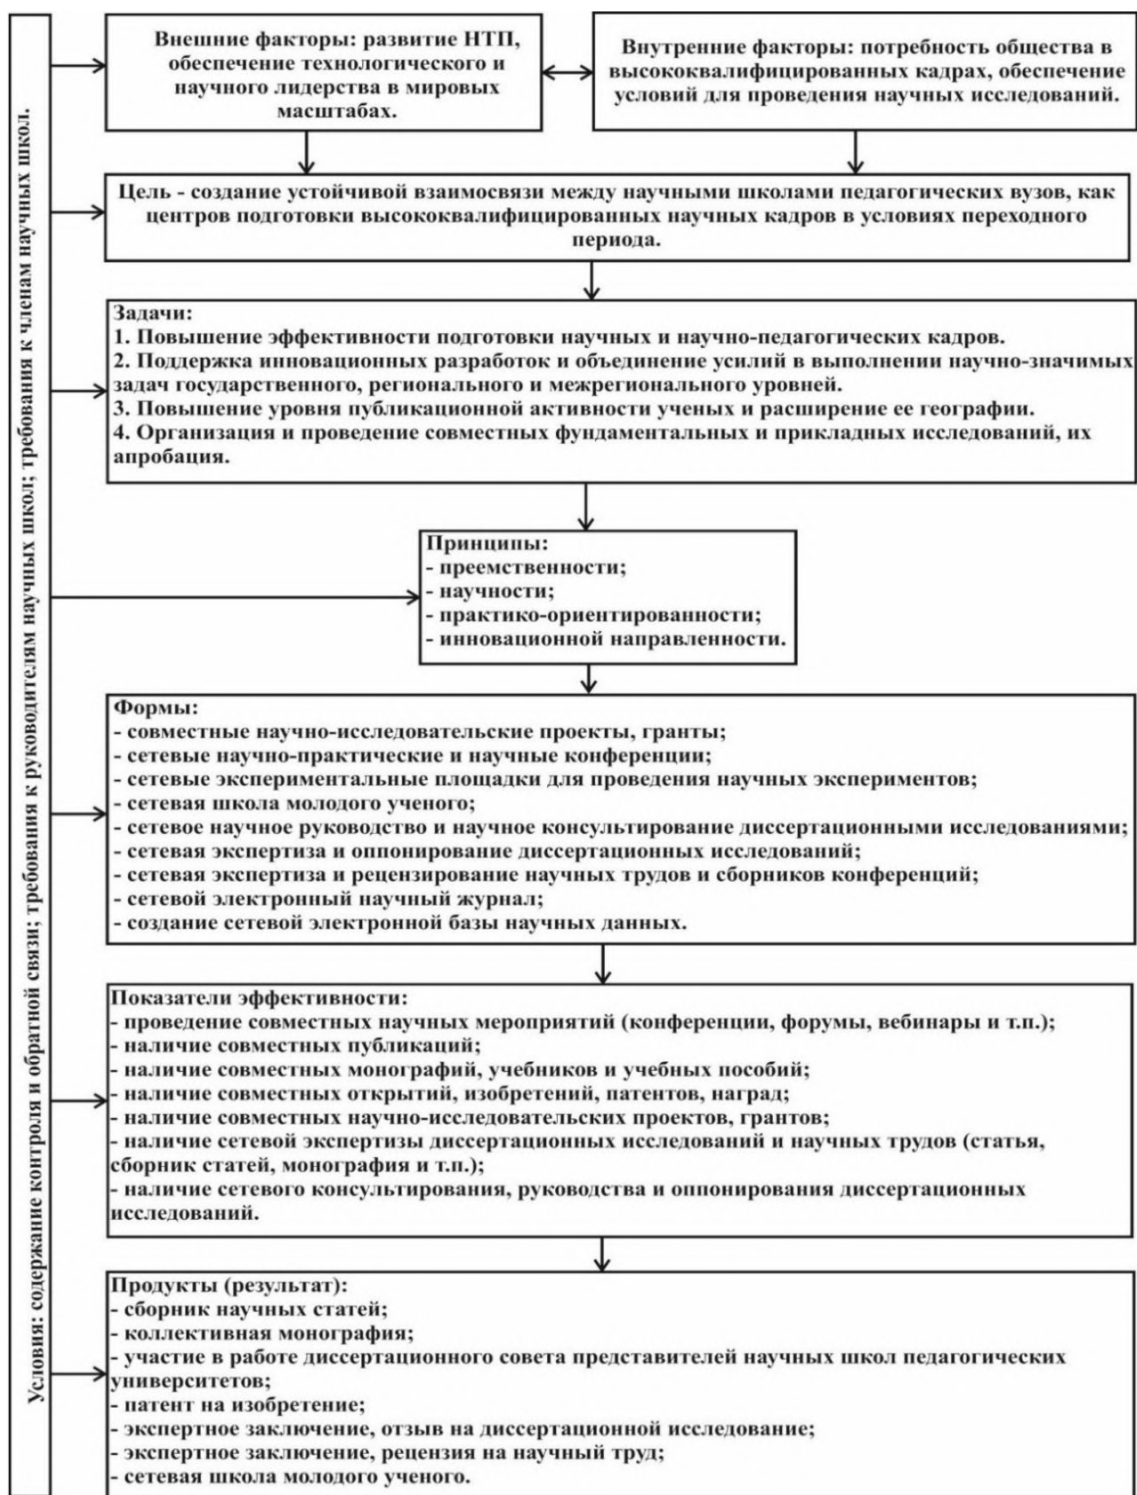 Условия: содержание контроля и обратной связи; требования к руководителям научных школ; требования к членам научных школ.
Внешние факторы: развитие НТП,
обеспечение технологического и
научного лидерства в мировых
масштабах.
Внутренние факторы: потребность общества в
высококвалифицированных кадрах, обеспечение
условий для проведения научных исследований.
Цель - создание устойчивой взаимосвязи между научными школами педагогических вузов, как
центров подготовки высококвалифицированных научных кадров в условиях переходного
периода.
Задачи:
1. Повышение эффективности подготовки научных и научно-педагогических кадров.
2. Поддержка инновационных разработок и объединение усилий в выполнении научно-значимых
задач государственного, регионального и межрегионального уровней.
3. Повышение уровня публикационной активности ученых и расширение ее географии.
4. Организация и проведение совместных фундаментальных и прикладных исследований, их
апробация.
Принципы:
- преемственности;
- научности;
- практико-ориентированности;
- инновационной направленности.
Формы:
- совместные научно-исследовательские проекты, гранты;
- сетевые научно-практические и научные конференции;
- сетевые экспериментальные площадки для проведения научных экспериментов;
- сетевая школа молодого ученого;
- сетевое научное руководство и научное консультирование диссертационными исследованиями;
- сетевая экспертиза и оппонирование диссертационных исследований;
- сетевая экспертиза и рецензирование научных трудов и сборников конференций;
- сетевой электронный научный журнал;
- создание сетевой электронной базы научных данных.
Показатели эффективности:
- проведение совместных научных мероприятий (конференции, форумы, вебинары и т.п.);
- наличие совместных публикаций;
- наличие совместных монографий, учебников и учебных пособий;
- наличие совместных открытий, изобретений, патентов, наград;
- наличие совместных научно-исследовательских проектов, грантов;
- наличие сетевой экспертизы диссертационных исследований и научных трудов (статья,
сборник статей, монография и т.п.);
- наличие сетевого консультирования, руководства и оппонирования диссертационных
исследований.
Продукты (результат):
- сборник научных статей;
- коллективная монография;
- участие в работе диссертационного совета представителей научных школ педагогических
университетов;
- патент на изобретение;
- экспертное заключение, отзыв на диссертационной исследование;
- экспертное заключение, рецензия на научный труд;
- сетевая школа молодого ученого.